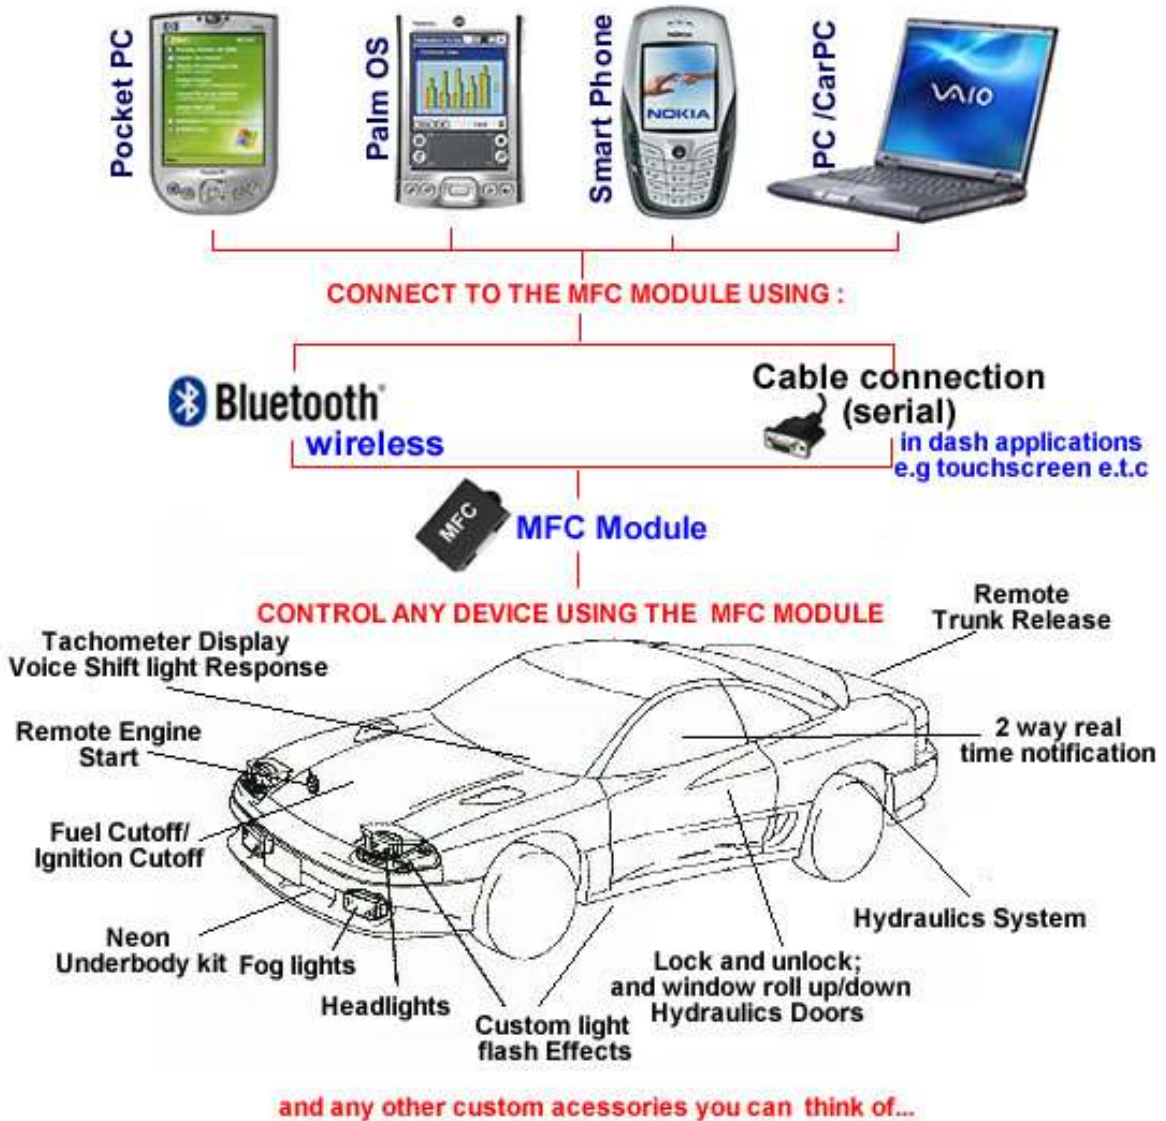 Pocket PC
Palm OS
Smart Phone
NOKIA
NOKIA
PC /CarPC
VAIO
CONNECT TO THE MFC MODULE USING :
Bluetooth®
wireless
Cable connection
(serial)
in dash applications
e.g touchscreen e.t.c
MFC
MFC Module
CONTROL ANY DEVICE USING THE MFC MODULE
Remote
Trunk Release
Tachometer Display
Voice Shift light Response
Remote Engine
Start
2 way real
time notification
Fuel Cutoff/
Ignition Cutoff
Hydraulics System
Neon
Underbody kit
Fog lights
Headlights
Lock and unlock;
and window roll up/down
Hydraulics Doors
Custom light
flash Effects
and any other custom acessories you can think of...